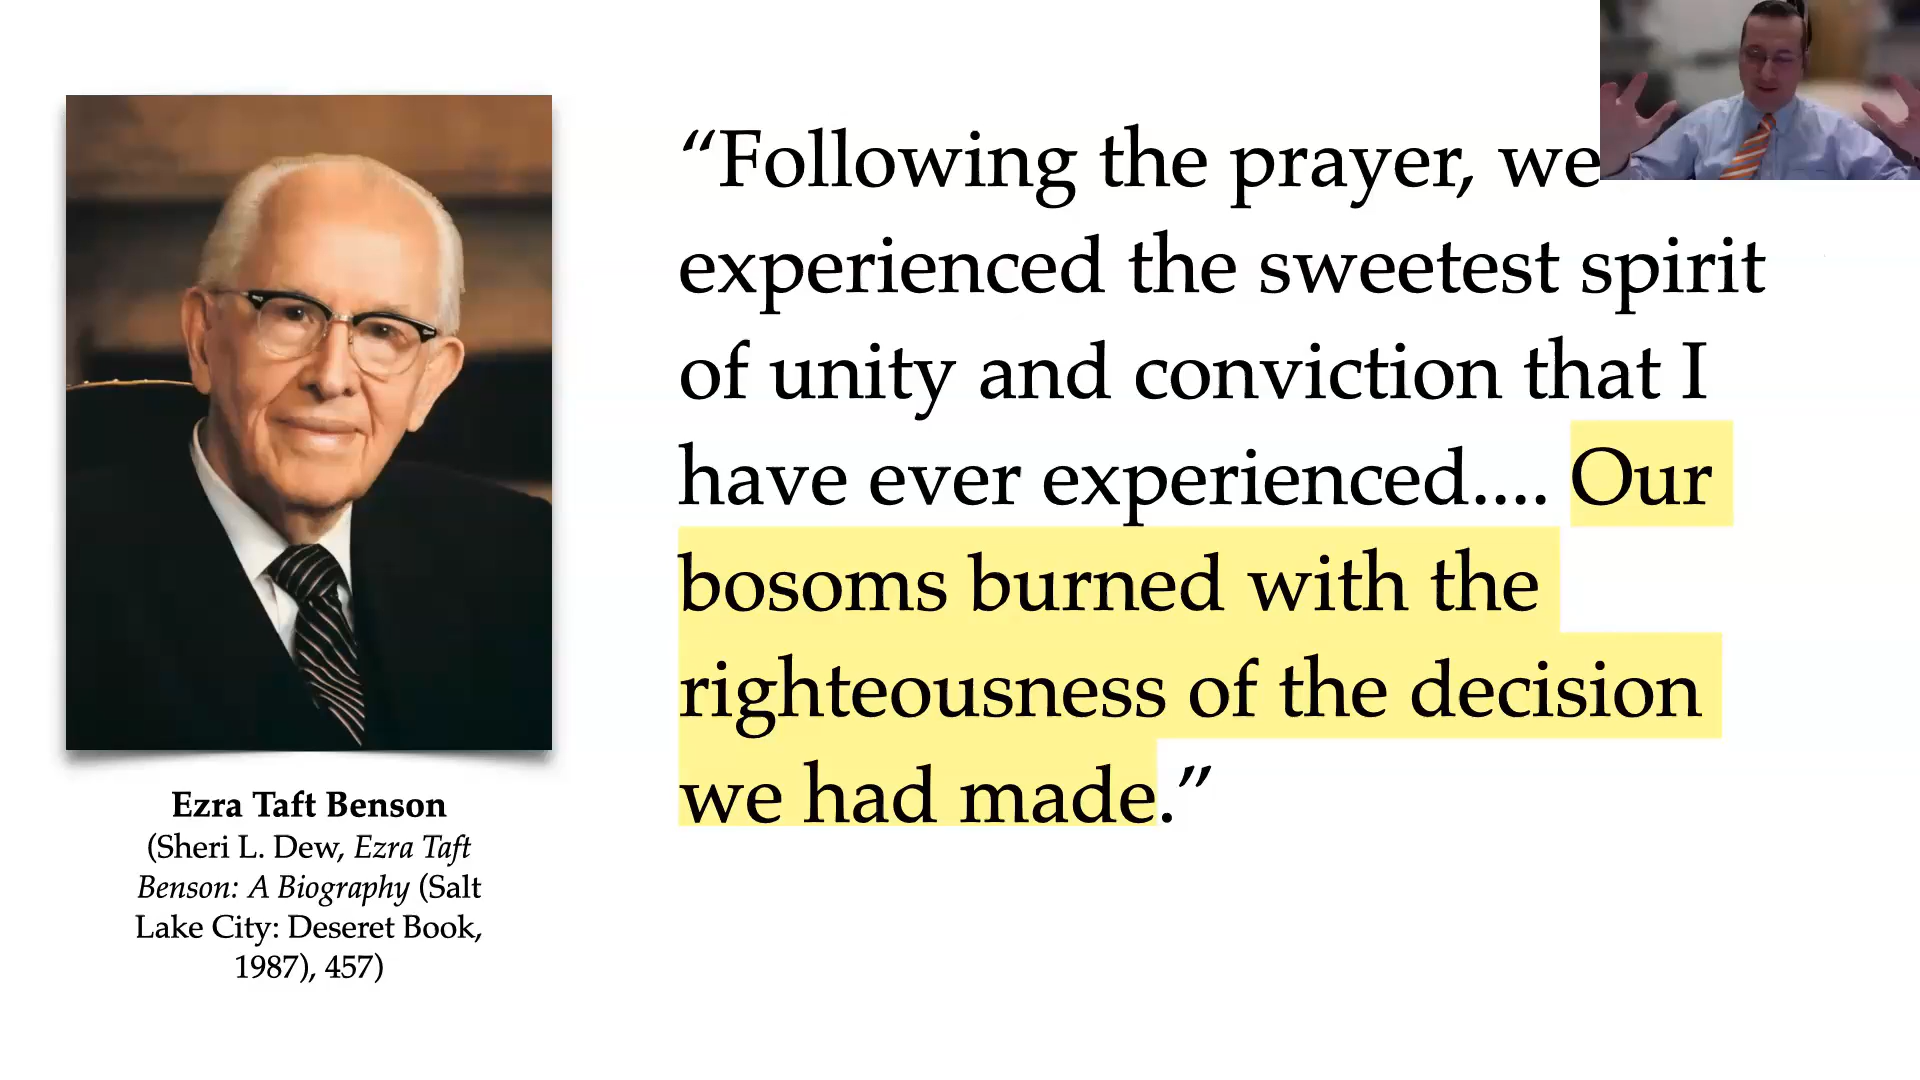 “Following the prayer, we
experienced the sweetest spirit
of unity and conviction that I
have ever experienced.... Our
bosoms burned with the
righteousness of the decision
we had made.”
Ezra Taft Benson
(Sheri L. Dew, Ezra Taft
Benson: A Biography (Salt
Lake City: Deseret Book,
1987), 457)